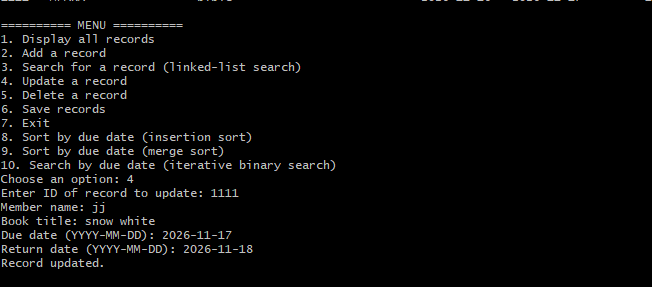 ========== MENU ==========
1. Display all records
2. Add a record
3. Search for a record (linked-list search)
4. Update a record
5. Delete a record
6. Save records
7. Exit
8. Sort by due date (insertion sort)
9. Sort by due date (merge sort)
10. Search by due date (iterative binary search)
Choose an option: 4
Enter ID of record to update: 1111
Member name: jj
Book title: snow white
Due date (YYYY-MM-DD): 2026-11-17
Return date (YYYY-MM-DD): 2026-11-18
Record updated.